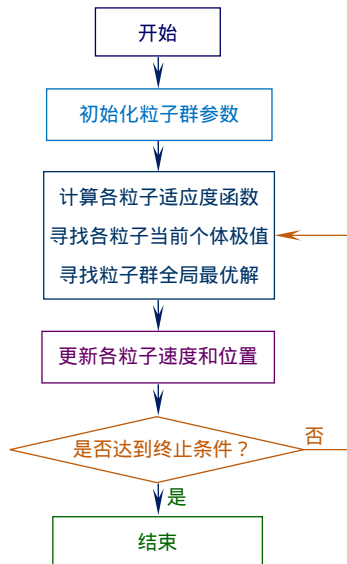 开始
初始化粒子群参数
计算各粒子适应度函数
寻找各粒子当前个体极值
寻找粒子群全局最优解
更新各粒子速度和位置
是否达到终止条件？
否
是
结束